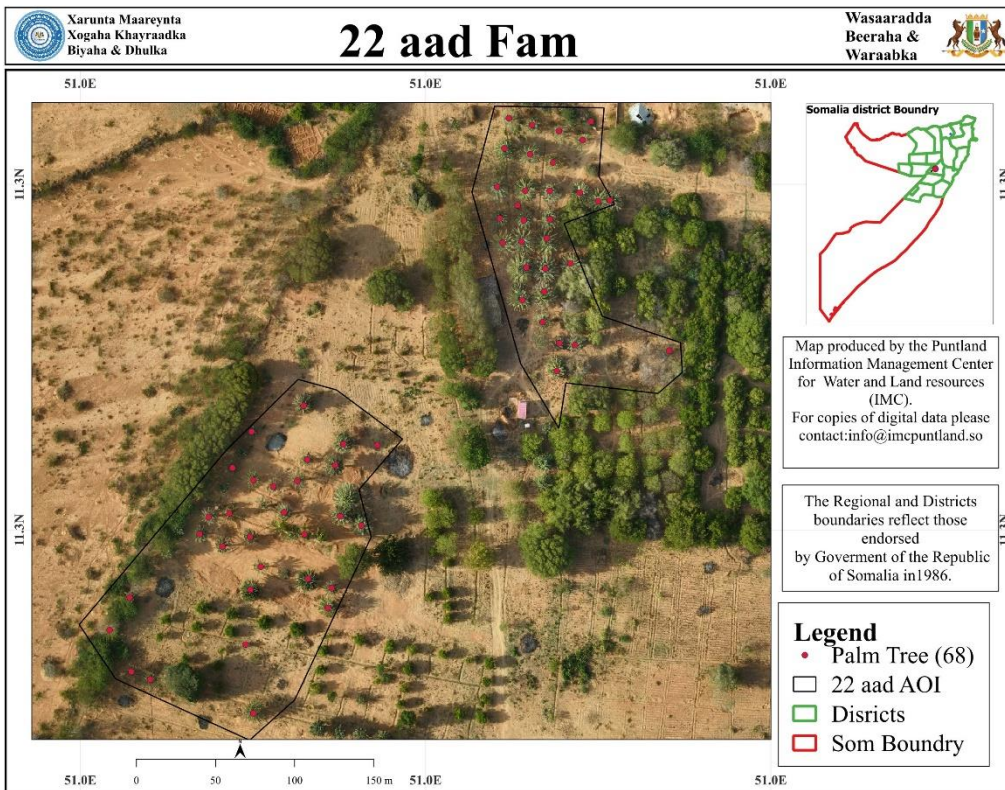 Xarunta Maareynta
Xogaha Khayraadka
Biyaha & Dhulka
22 aad Fam
Wasaaradda
Beeraha &
Waraabka
51.0E
51.0E
51.0E
11.3N
11.3N
11.3N
11.3N
Somalia district Boundry
Map produced by the Puntland
Information Management Center
for Water and Land resources
(IMC).
For copies of digital data please
contact:info@imcpuntland.so
The Regional and Districts
boundaries reflect those
endorsed
by Goverment of the Republic
of Somalia in1986.
Legend
Palm Tree (68)
22 aad AOI
Disricts
Som Boundry
0 50 100 150 m
51.0E
51.0E
51.0E